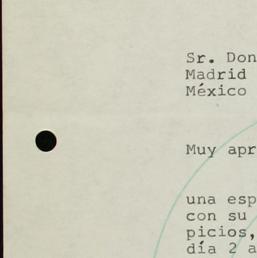 Sr. Don
Madrid
México
Muy apr
una esp
con su
picios,
día 2 a